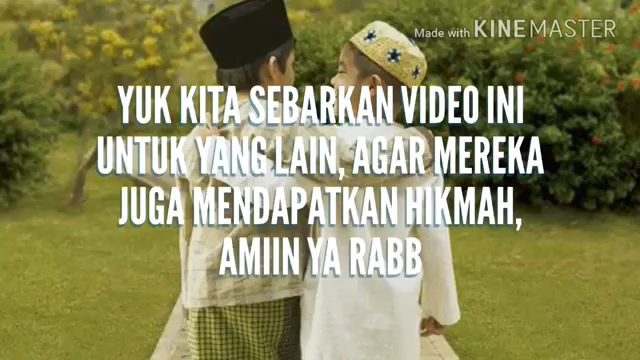 Made with KINEMASTER
YUK KITA SEBARKAN VIDEO INI
UNTUK YANG LAIN, AGAR MEREKA
JUGA MENDAPATKAN HIKMAH,
AMIIN YA RABB